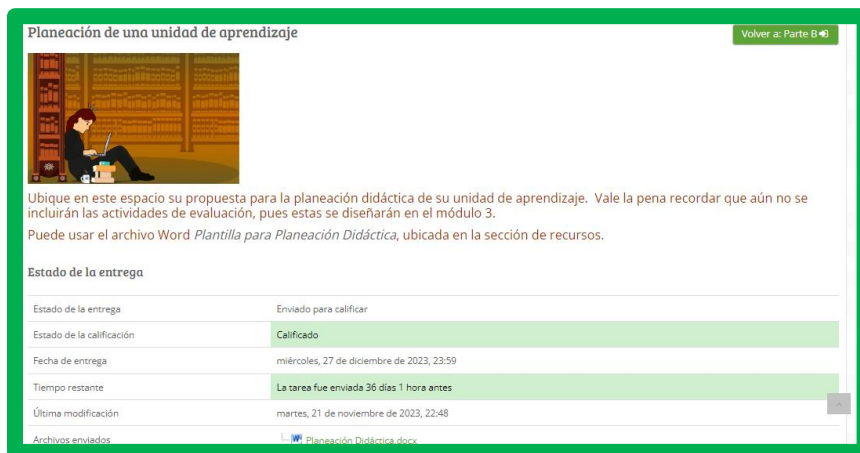 Planeación de una unidad de aprendizaje
Volver a: Parte B
Ubique en este espacio su propuesta para la planeación didáctica de su unidad de aprendizaje. Vale la pena recordar que aún no se
incluirán las actividades de evaluación, pues estas se diseñarán en el módulo 3.
Puede usar el archivo Word Plantilla para Planeación Didáctica, ubicada en la sección de recursos.
Estado de la entrega
Estado de la entrega Enviado para calificar
Estado de la calificación Calificado
Fecha de entrega miércoles, 27 de diciembre de 2023, 23:59
Tiempo restante La tarea fue enviada 36 días 1 hora antes
Última modificación martes, 21 de noviembre de 2023, 22:48
Archivos enviados Planeación Didáctica.docx